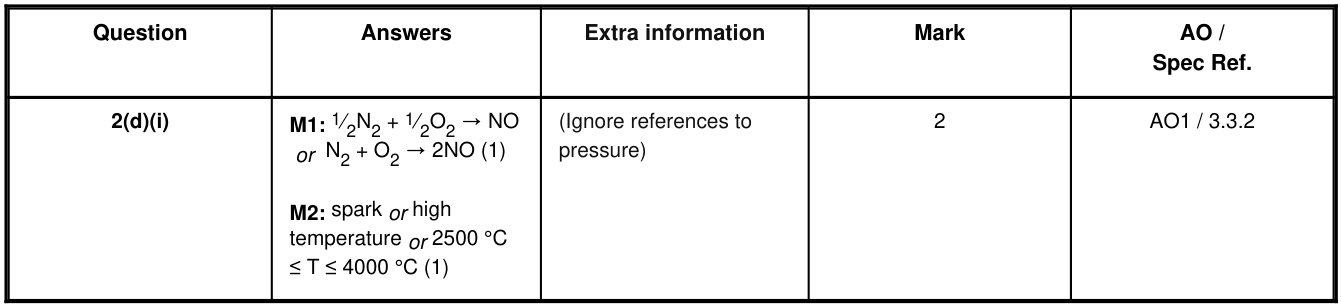 Question Answers Extra information Mark AO /
Spec Ref.
2(d)(i) M1: ½N₂ + ½O₂ → NO (Ignore references to 2 AO1 / 3.3.2
or N₂ + O₂ → 2NO (1) pressure)
M2: spark or high
temperature or 2500 °C
≤ T ≤ 4000 °C (1)